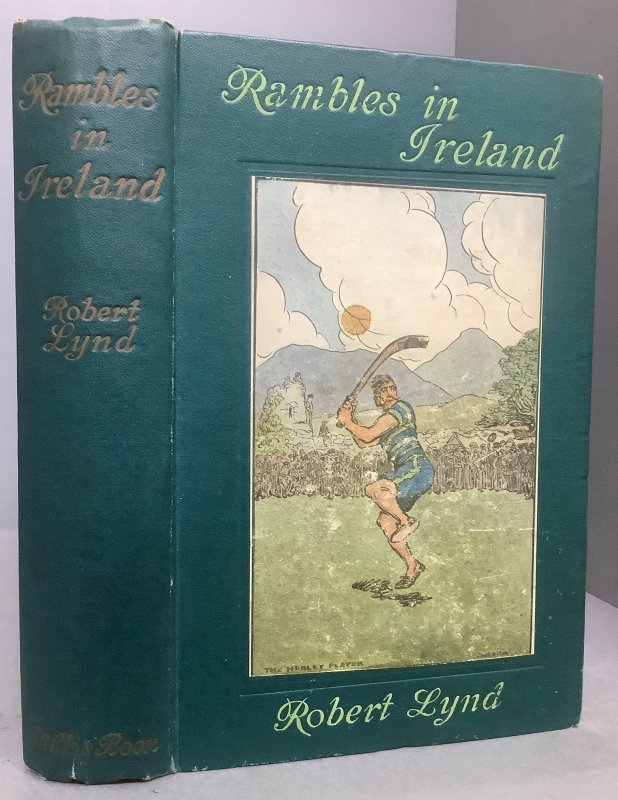 Rambles
in
Ireland
Robert
Lynd
Mills & Boon
Rambles in
Ireland
THE HURLEY PLAYER
Robert Lynd